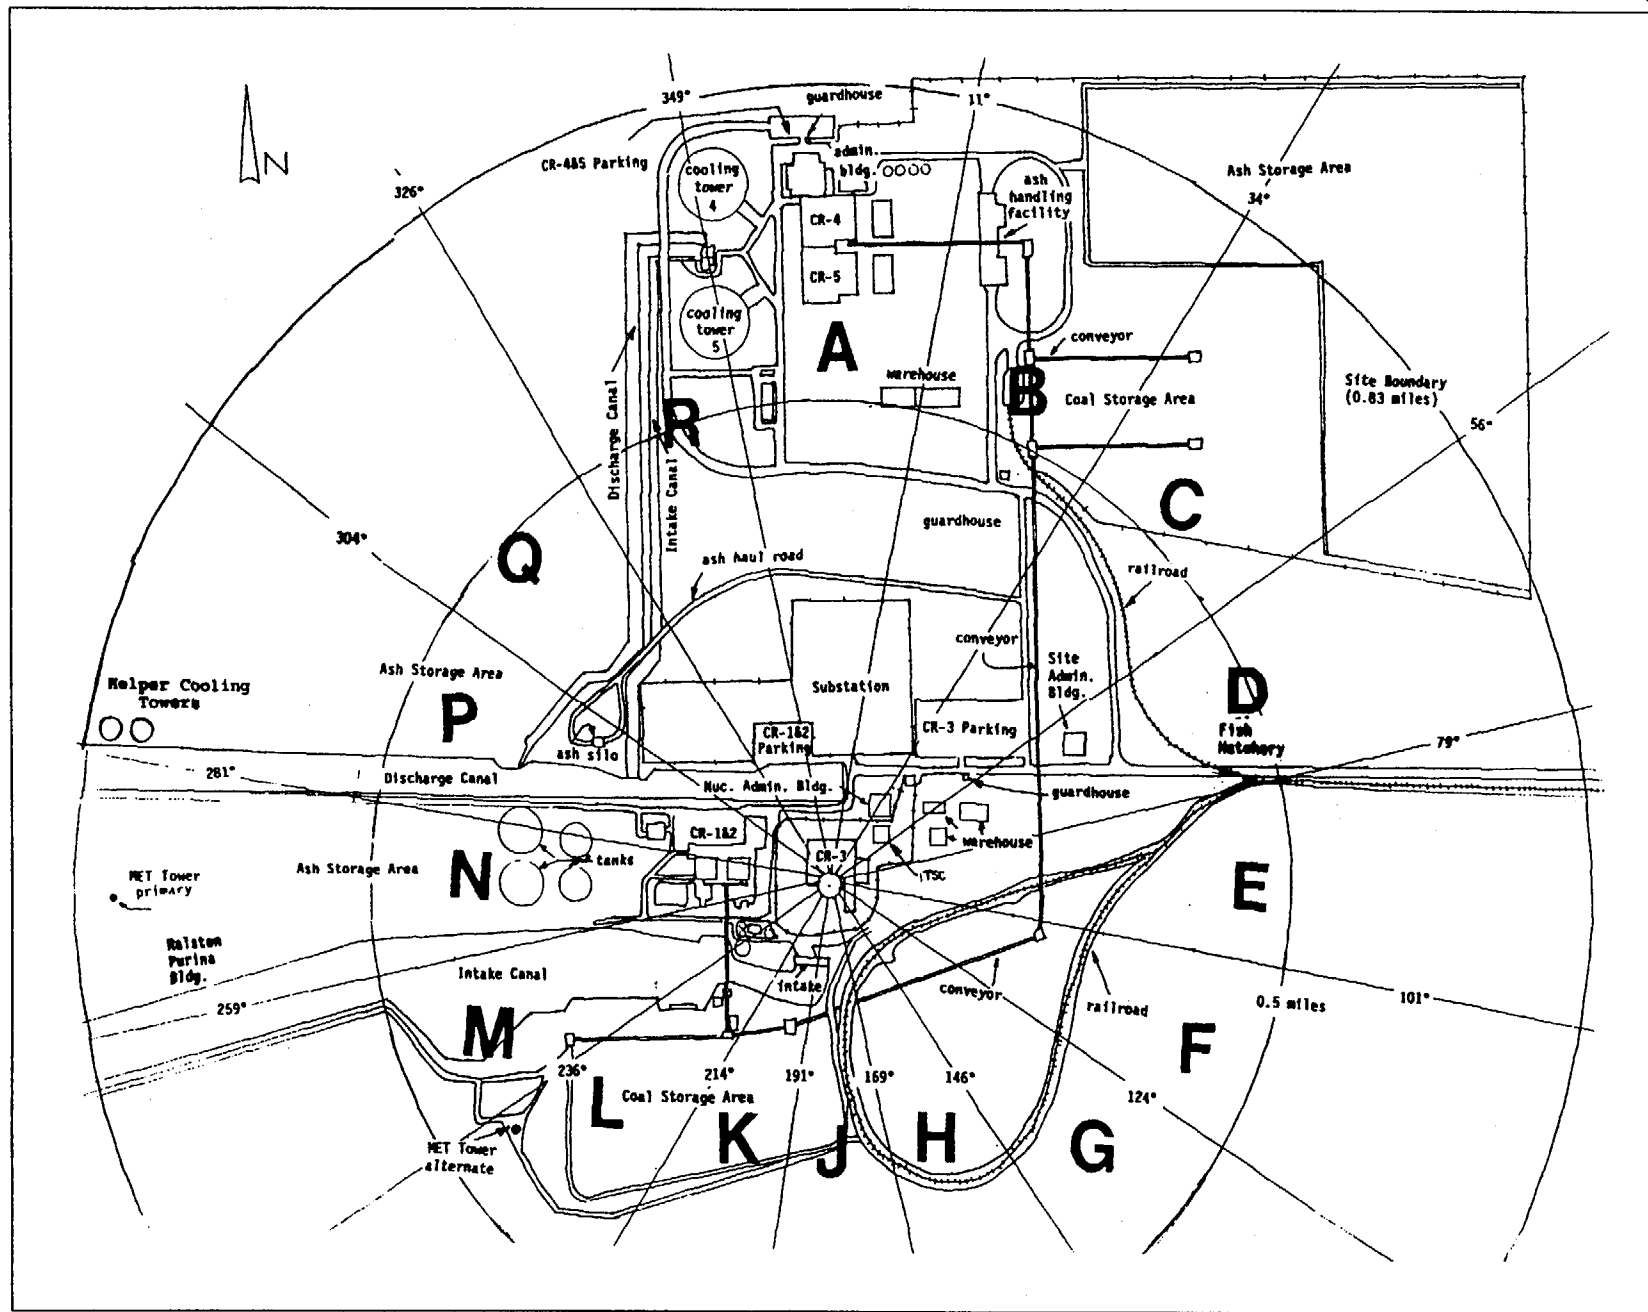 349°
guardhouse
11°
N
CR-4&5 Parking
326°
cooling
tower
4
admin.
bldg.
ash
handling
facility
Ash Storage Area
34°
CR-4
CR-5
cooling
tower
5
A
conveyor
warehouse
B
Coal Storage Area
Site Boundary
(0.83 miles)
R
Discharge Canal
Intake Canal
56°
C
guardhouse
304°
Q
ash haul road
railroad
conveyor
Site
Admin.
Bldg.
Ash Storage Area
Helper Cooling
Towers
P
Substation
D
CR-1&2
Parking
CR-3 Parking
Fish
Hatchery
79°
ash silo
281°
Discharge Canal
Nuc. Admin. Bldg.
guardhouse
CR-1&2
warehouse
CR-3
tanks
TSC
Ash Storage Area
N
MET Tower
primary
E
Ralston
Purina
Bldg.
Intake Canal
intake
conveyor
railroad
0.5 miles
101°
259°
M
F
236°
214°
191°
169°
146°
124°
L
Coal Storage Area
K
J
H
G
MET Tower
alternate